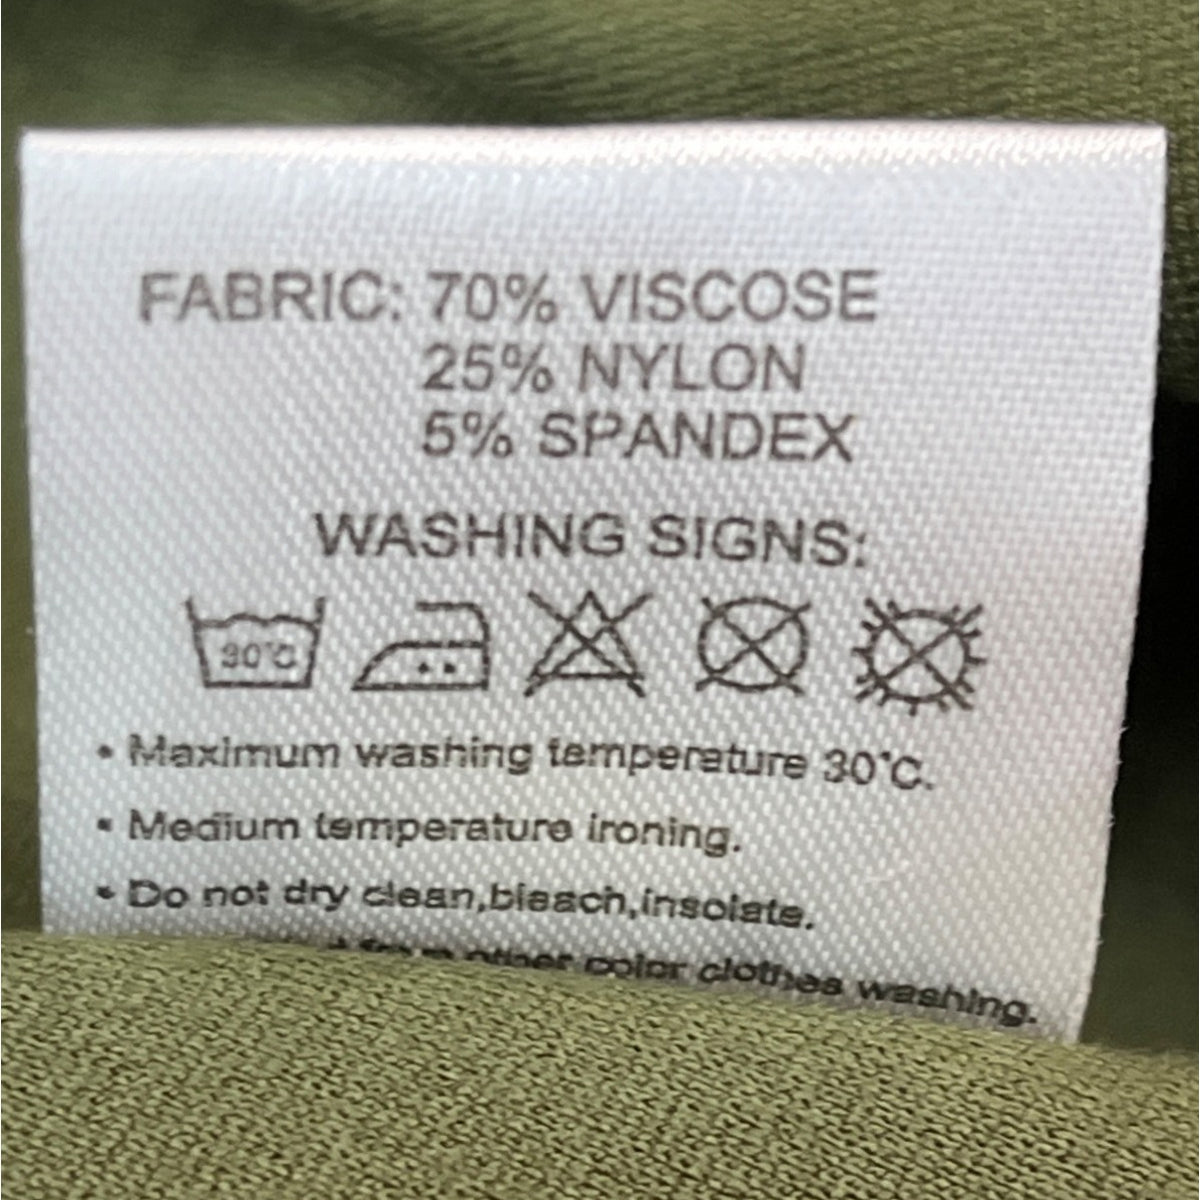 FABRIC: 70% VISCOSE
25% NYLON
5% SPANDEX
WASHING SIGNS:
30°C
• Maximum washing temperature 30°C.
• Medium temperature ironing.
• Do not dry clean,bleach,insolate.
from other color clothes washing.